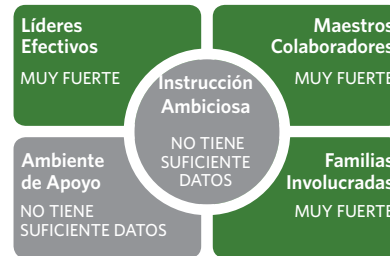 Líderes
Efectivos
MUY FUERTE
Maestros
Colaboradores
MUY FUERTE
Instrucción
Ambiciosa
NO TIENE
SUFICIENTE
DATOS
Ambiente
de Apoyo
NO TIENE
SUFICIENTE DATOS
Familias
Involucradas
MUY FUERTE